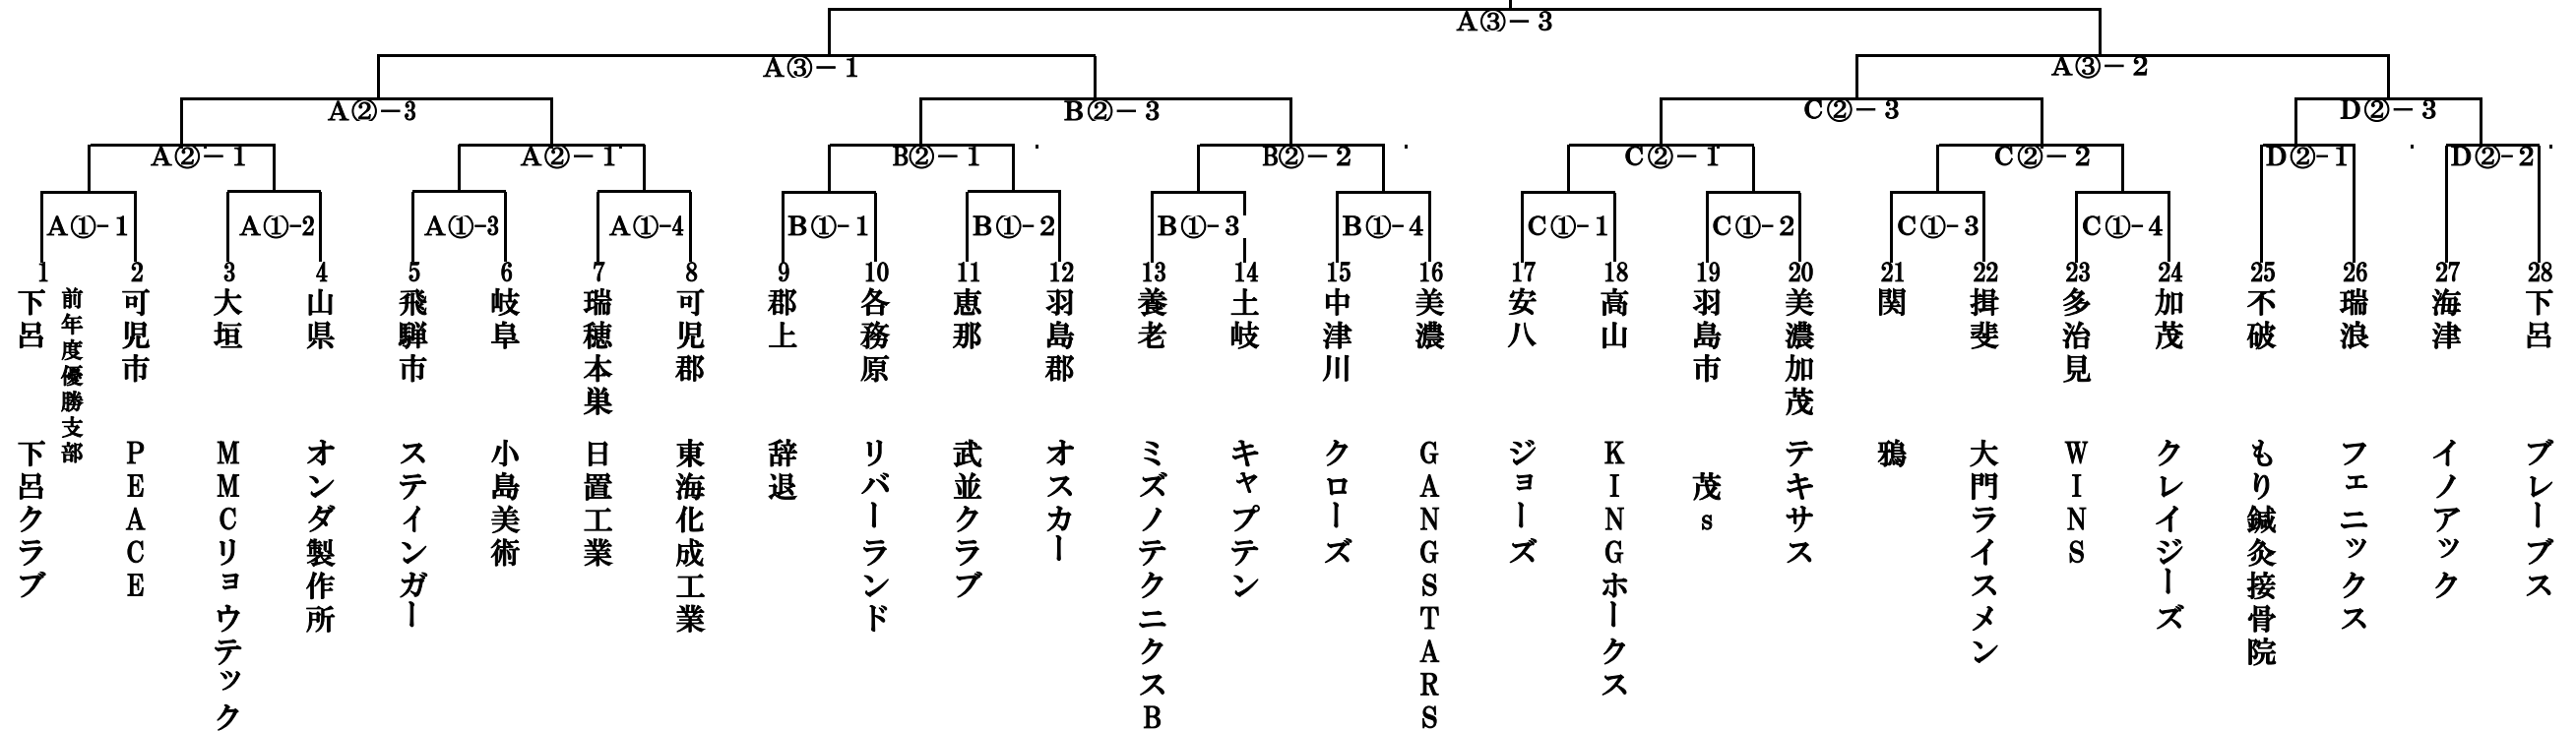 A③－3
A③－1
A③－2
A②－3
B②－3
C②－3
D②－3
A②－1
A②－1
B②－1
B②－2
C②－1
C②－2
D②-1
D②-2
A①-1
A①-2
A①-3
A①-4
B①-1
B①-2
B①-3
B①-4
C①-1
C①-2
C①-3
C①-4
1
下呂
前年度優勝支部
下呂クラブ
2
可児市
PEACE
3
大垣
MMCリョウテック
4
山県
オンダ製作所
5
飛騨市
スティンガー
6
岐阜
小島美術
7
瑞穂本巣
日置工業
8
可児郡
東海化成工業
9
郡上
辞退
10
各務原
リバーランド
11
恵那
武並クラブ
12
羽島郡
オスカー
13
養老
ミズノテクニクスB
14
土岐
キャプテン
15
中津川
クローズ
16
美濃
GANGSTARS
17
安八
ジョーズ
18
高山
KINGホークス
19
羽島市
茂s
20
美濃加茂
テキサス
21
関
鴉
22
揖斐
大門ライスメン
23
多治見
WINS
24
加茂
クレイジーズ
25
不破
もり鍼灸接骨院
26
瑞浪
フェニックス
27
海津
イノアック
28
下呂
ブレーブス